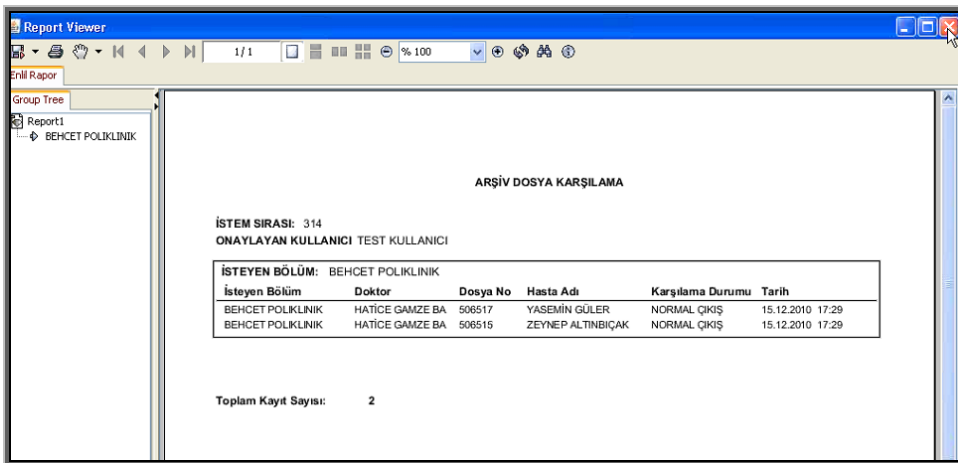 Report Viewer
1/1
% 100
Enlil Rapor
Group Tree
Report1
BEHCET POLIKLINIK
ARŞİV DOSYA KARŞILAMA
İSTEM SIRASI: 314
ONAYLAYAN KULLANICI TEST KULLANICI
İSTEYEN BÖLÜM: BEHCET POLIKLINIK
İsteyen Bölüm Doktor Dosya No Hasta Adı Karşılama Durumu Tarih
BEHCET POLIKLINIK HATİCE GAMZE BA 506517 YASEMİN GÜLER NORMAL ÇIKIŞ 15.12.2010 17:29
BEHCET POLIKLINIK HATİCE GAMZE BA 506515 ZEYNEP ALTINBIÇAK NORMAL ÇIKIŞ 15.12.2010 17:29
Toplam Kayıt Sayısı: 2